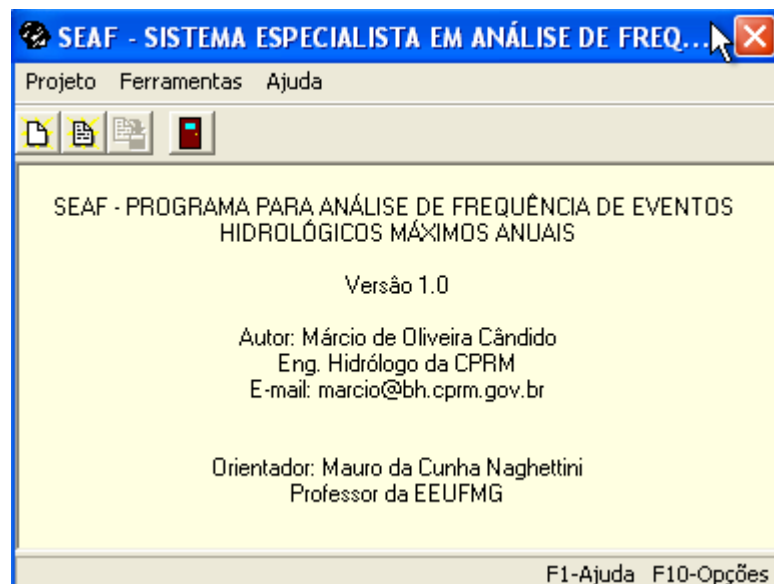 SEAF - SISTEMA ESPECIALISTA EM ANÁLISE DE FREQ...
Projeto Ferramentas Ajuda
SEAF - PROGRAMA PARA ANÁLISE DE FREQUÊNCIA DE EVENTOS
HIDROLÓGICOS MÁXIMOS ANUAIS
Versão 1.0
Autor: Márcio de Oliveira Cândido
Eng. Hidrólogo da CPRM
E-mail: marcio@bh.cprm.gov.br
Orientador: Mauro da Cunha Naghettini
Professor da EEUFMG
F1-Ajuda F10-Opções